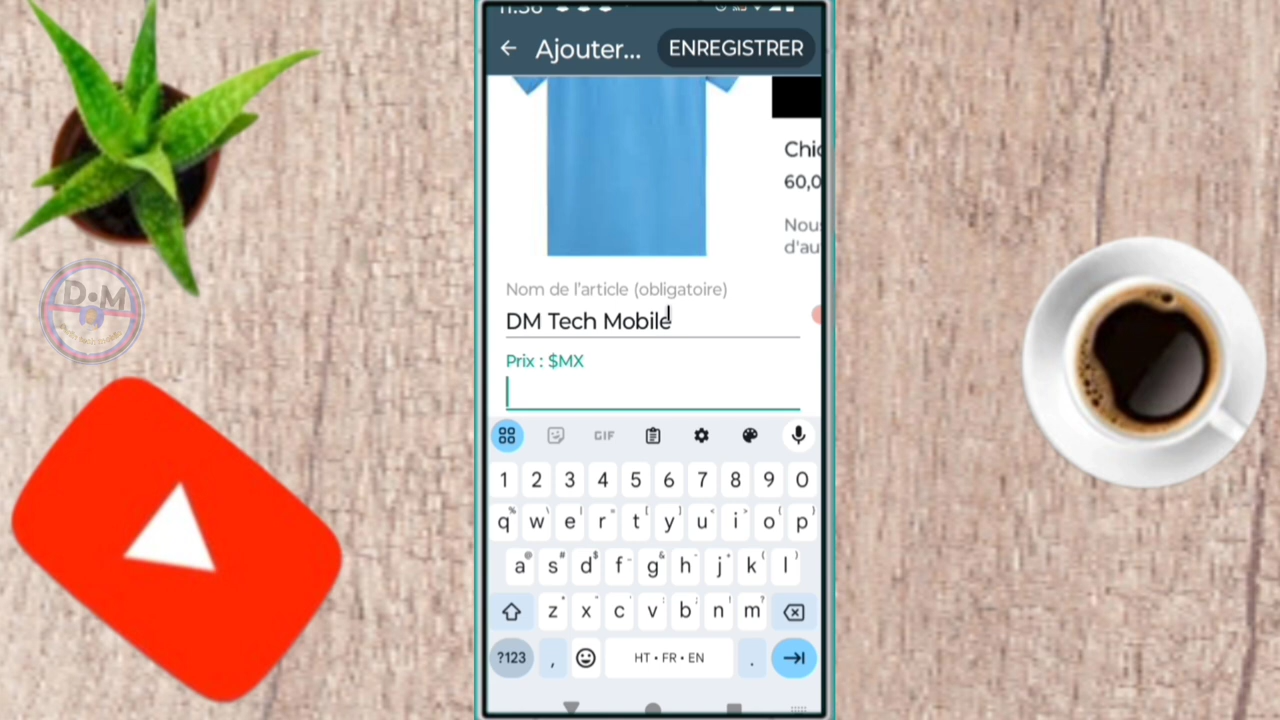 Ajouter...
ENREGISTRER
Chic
60,0
Nous
d'au
Nom de l'article (obligatoire)
DM Tech Mobile
Prix : $MX
GIF
1 2 3 4 5 6 7 8 9 0
q w e r t y u i o p
a s d f g h j k l
z x c v b n m
?123 , HT • FR • EN .
D•M